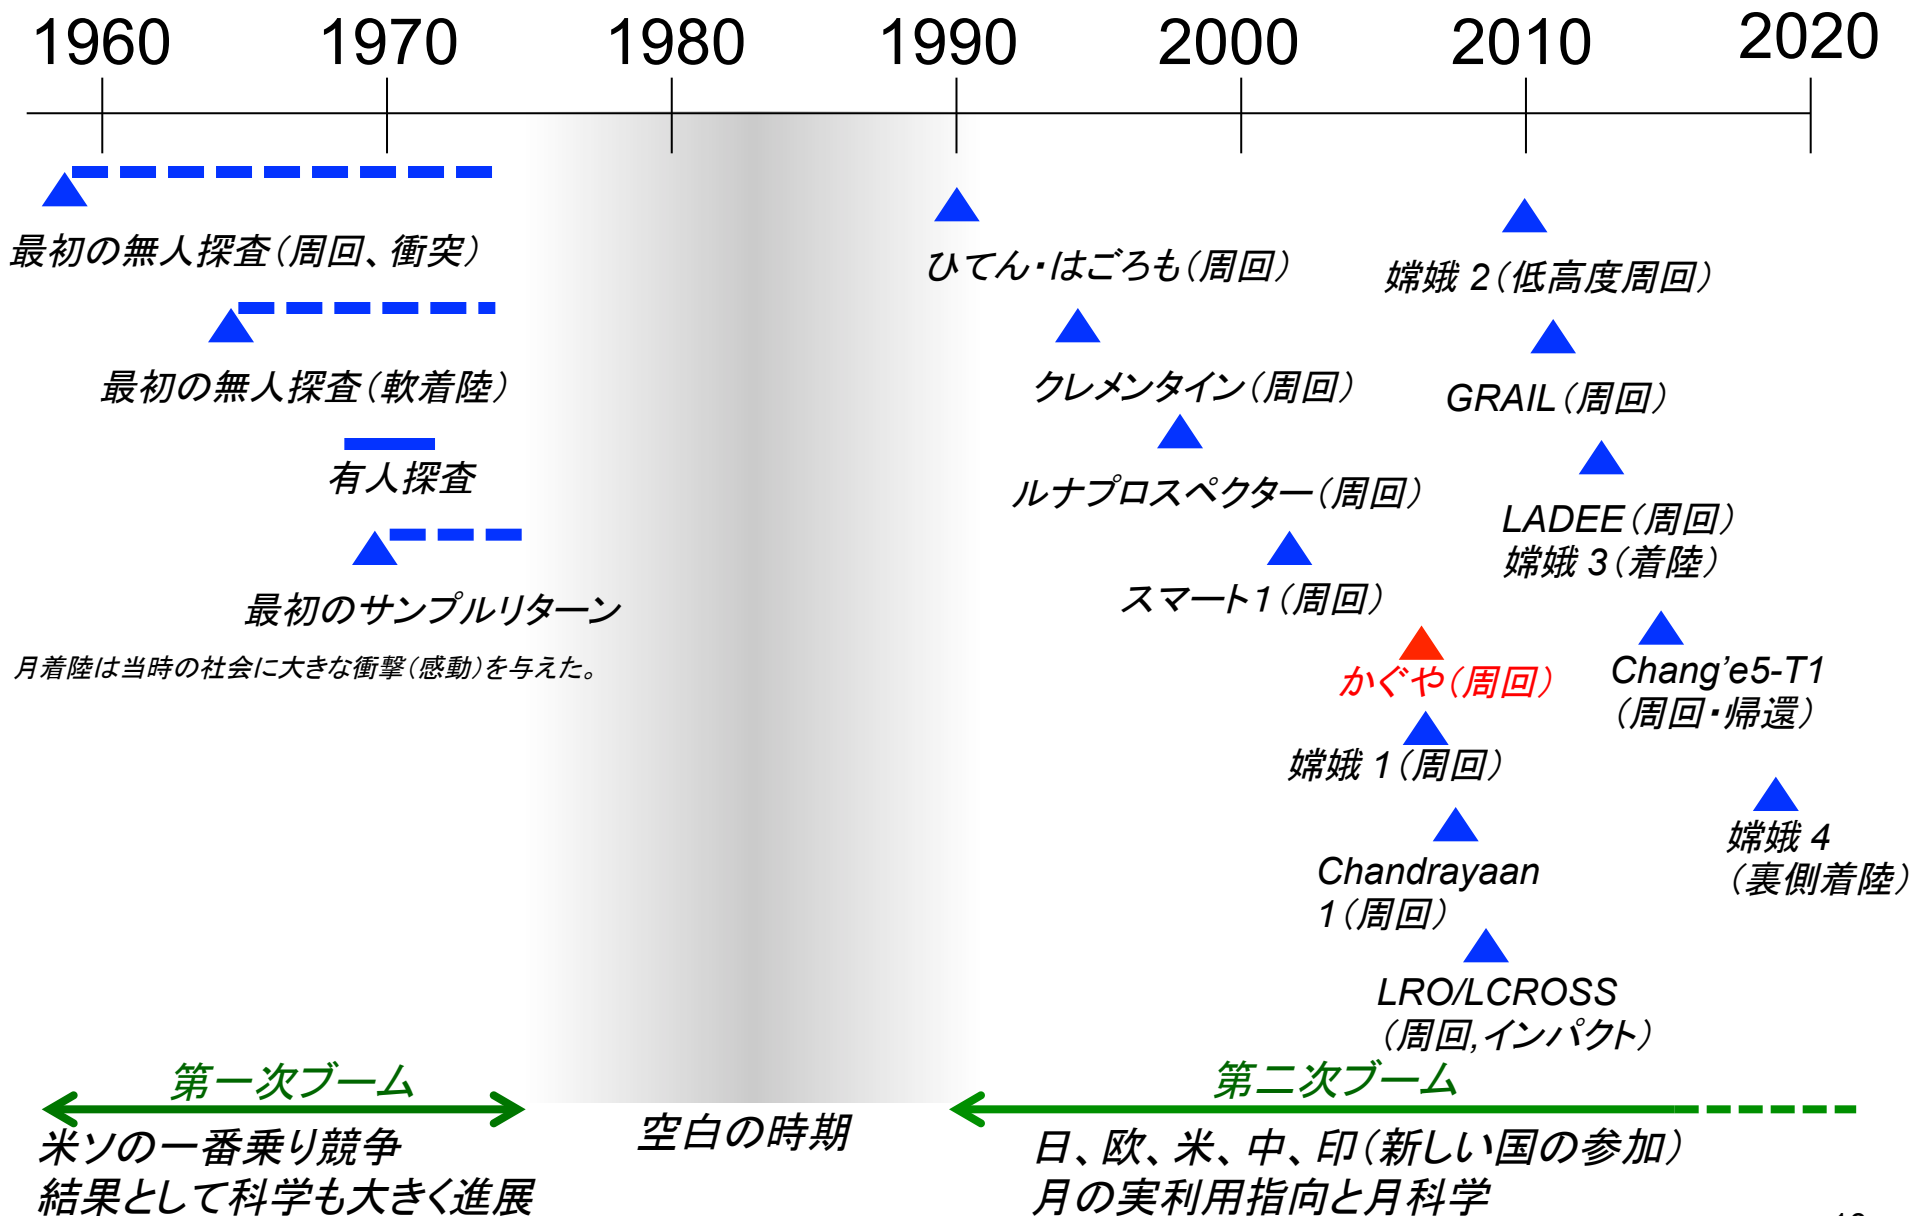 1960 1970 1980 1990 2000 2010 2020
最初の無人探査(周回、衝突)
最初の無人探査(軟着陸)
有人探査
最初のサンプルリターン
月着陸は当時の社会に大きな衝撃(感動)を与えた。
ひてん・はごろも(周回)
クレメンタイン(周回)
ルナプロスペクター(周回)
スマート1(周回)
かぐや(周回)
嫦娥 1(周回)
Chandrayaan
1(周回)
LRO/LCROSS
(周回,インパクト)
嫦娥 2(低高度周回)
GRAIL(周回)
LADEE(周回)
嫦娥 3(着陸)
Chang’e5-T1
(周回・帰還)
嫦娥 4
(裏側着陸)
第一次ブーム
米ソの一番乗り競争
結果として科学も大きく進展
空白の時期
第二次ブーム
日、欧、米、中、印(新しい国の参加)
月の実利用指向と月科学